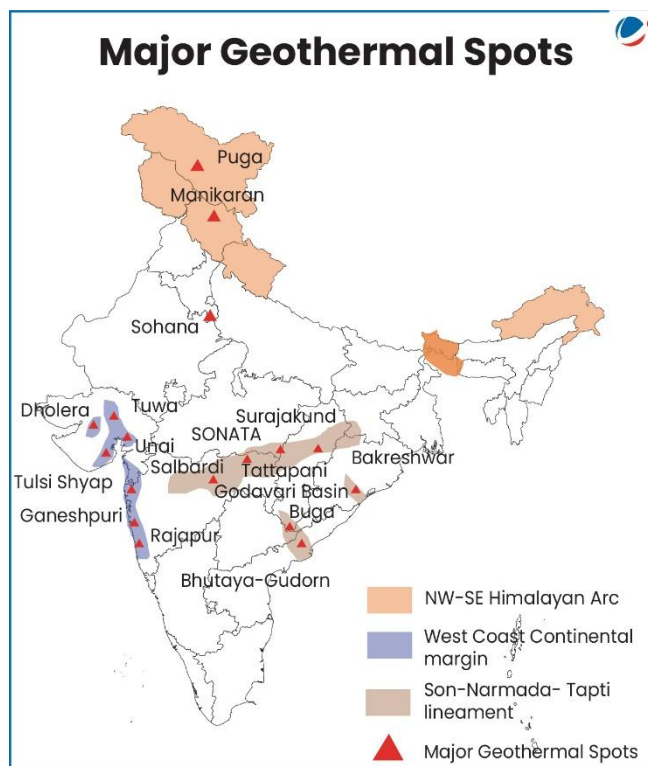 Major Geothermal Spots
Puga
Manikaran
Sohana
Dholera
Tuwa
Surajakund
SONATA
Unai
Bakreshwar
Salbardi
Tattapani
Tulsi Shyap
Godavari Basin
Ganeshpuri
Buga
Rajapur
Bhutaya-Gudorn
NW-SE Himalayan Arc
West Coast Continental
margin
Son-Narmada- Tapti
lineament
Major Geothermal Spots